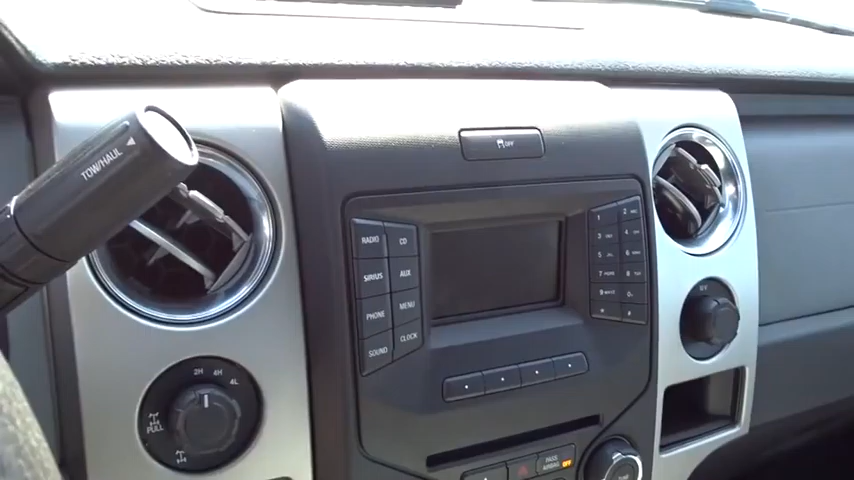 TOW/HAUL
OFF
RADIO CD
SIRIUS AUX
PHONE MENU
SOUND CLOCK
1 2
3 4
5 6
7 8
9 0
*
#
2H 4H 4L
PULL
PASS
AIRBAG OFF